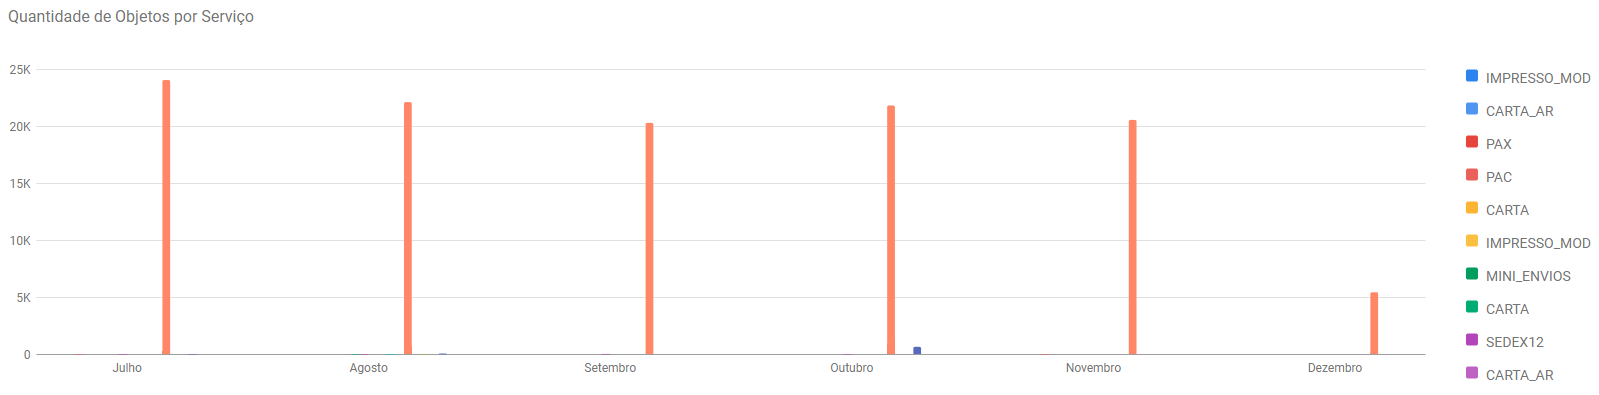 Quantidade de Objetos por Serviço
25K
20K
15K
10K
5K
0
Julho
Agosto
Setembro
Outubro
Novembro
Dezembro
IMPRESSO_MOD
CARTA_AR
PAX
PAC
CARTA
IMPRESSO_MOD
MINI_ENVIOS
CARTA
SEDEX12
CARTA_AR